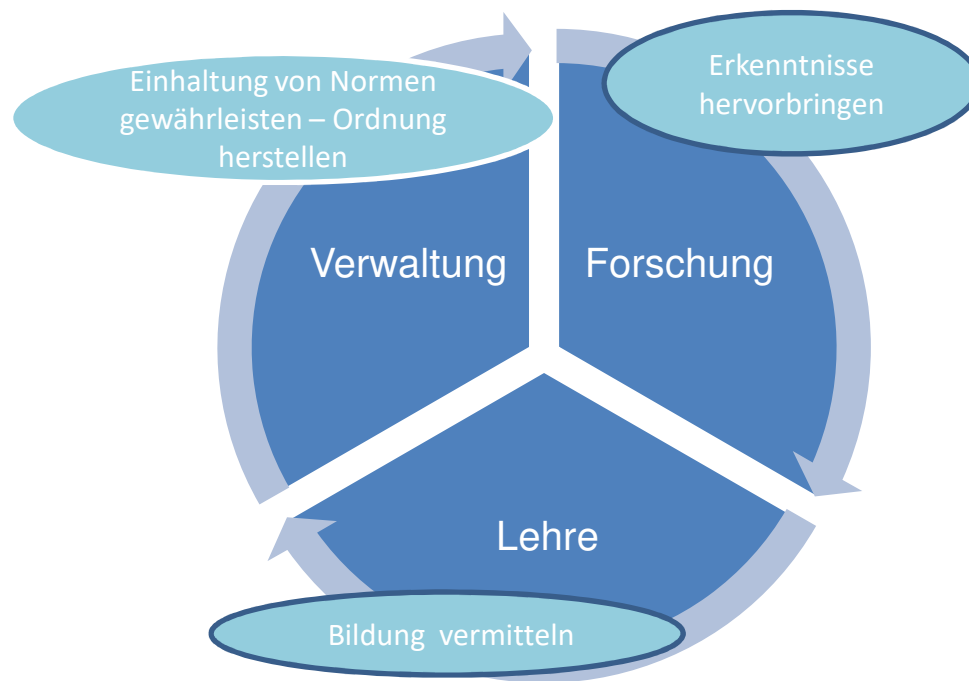 Einhaltung von Normen
gewährleisten – Ordnung
herstellen
Erkenntnisse
hervorbringen
Verwaltung
Forschung
Lehre
Bildung vermitteln